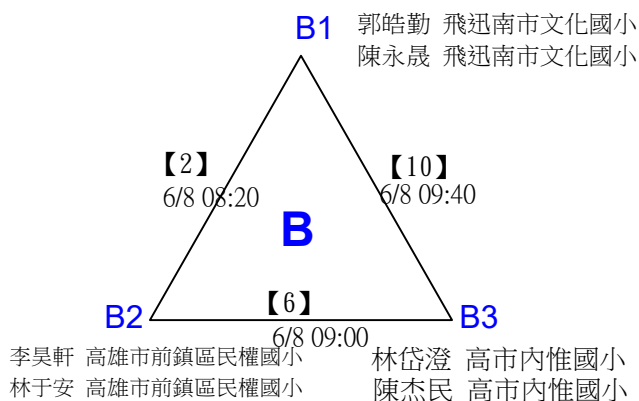 B1
郭皓勤 飛迅南市文化國小
陳永晟 飛迅南市文化國小
【2】
6/8 08:20
【10】
6/8 09:40
B
【6】
6/8 09:00
B2
B3
李昊軒 高雄市前鎮區民權國小
林于安 高雄市前鎮區民權國小
林岱澄 高市內惟國小
陳杰民 高市內惟國小